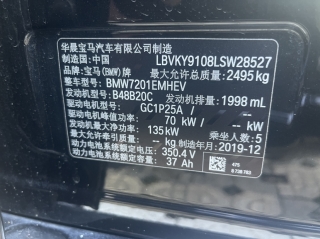 华晨宝马汽车有限公司制造
制造国：中国 LBVKY9108LSW28527
品牌：宝马(BMW)牌 最大允许总质量：2495kg
整车型号：BMW7201EMHEV
发动机型号：B48B20C 发动机排量：1998 mL
驱动电机型号：GC1P25A / --
驱动电机峰值功率：70 kW / -- kW
发动机最大净功率：135kW 乘坐人数：5
动力电池系统额定电压：350.4V 制造年月：2019-12
动力电池系统额定容量：37 Ah
475